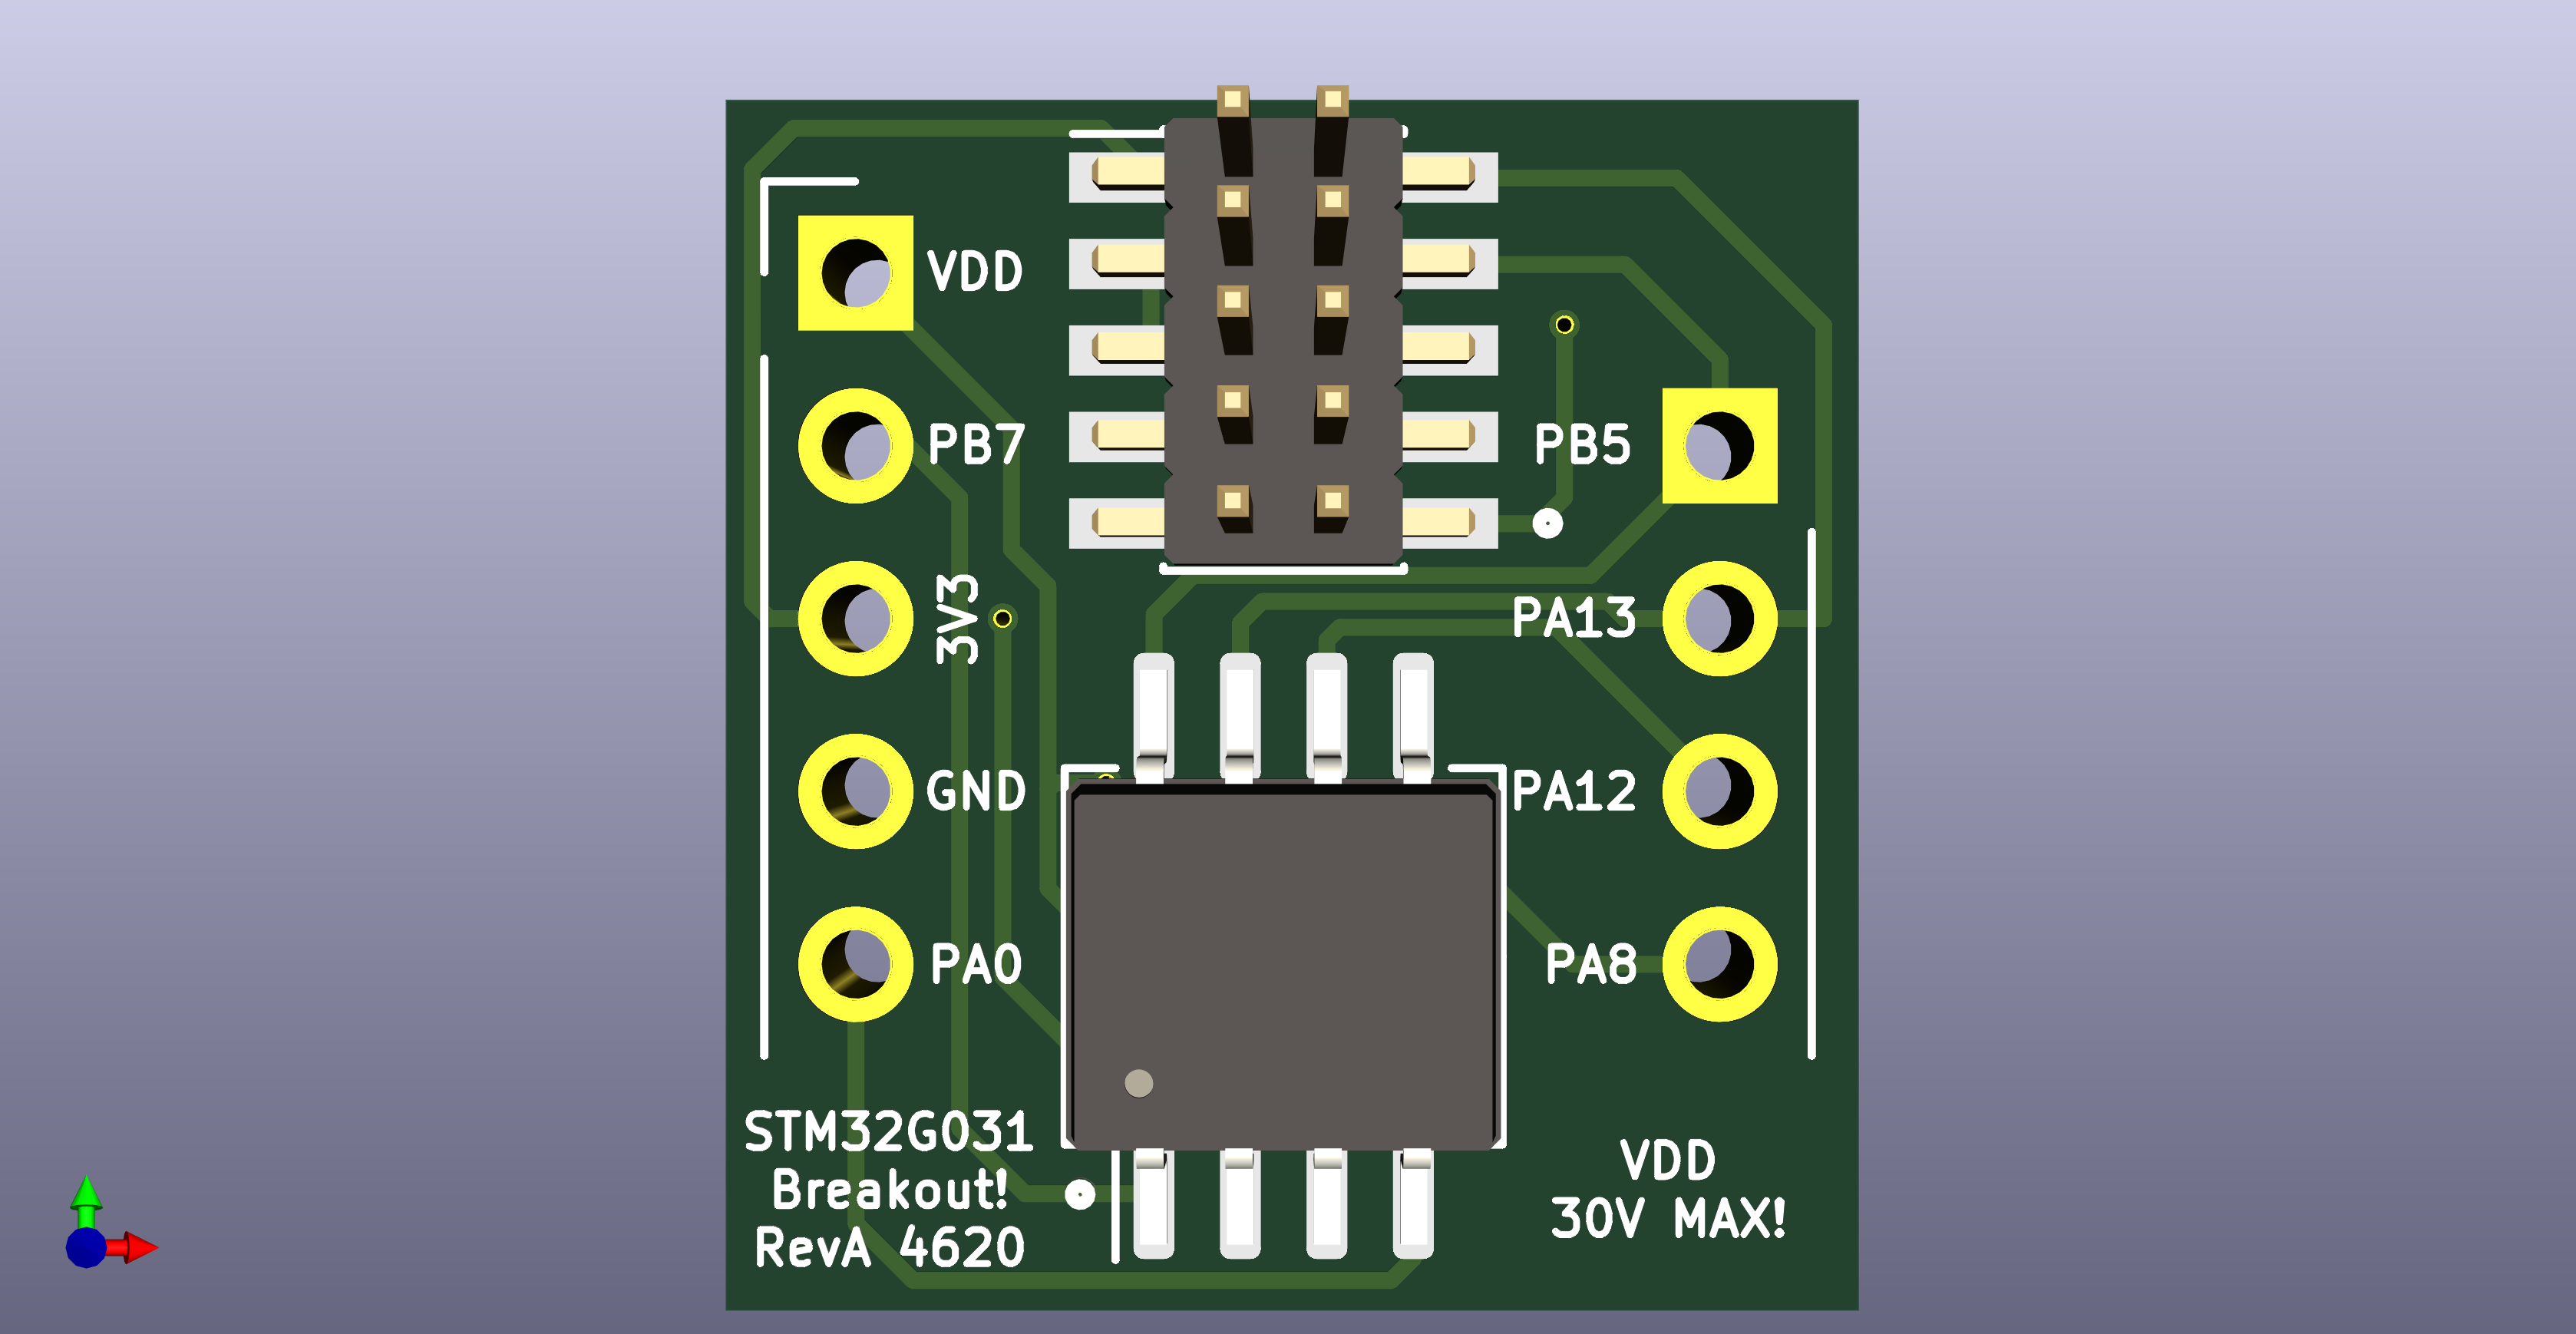 VDD
PB7
3V3
GND
PA0
PB5
PA13
PA12
PA8
STM32G031
Breakout!
RevA 4620
VDD
30V MAX!